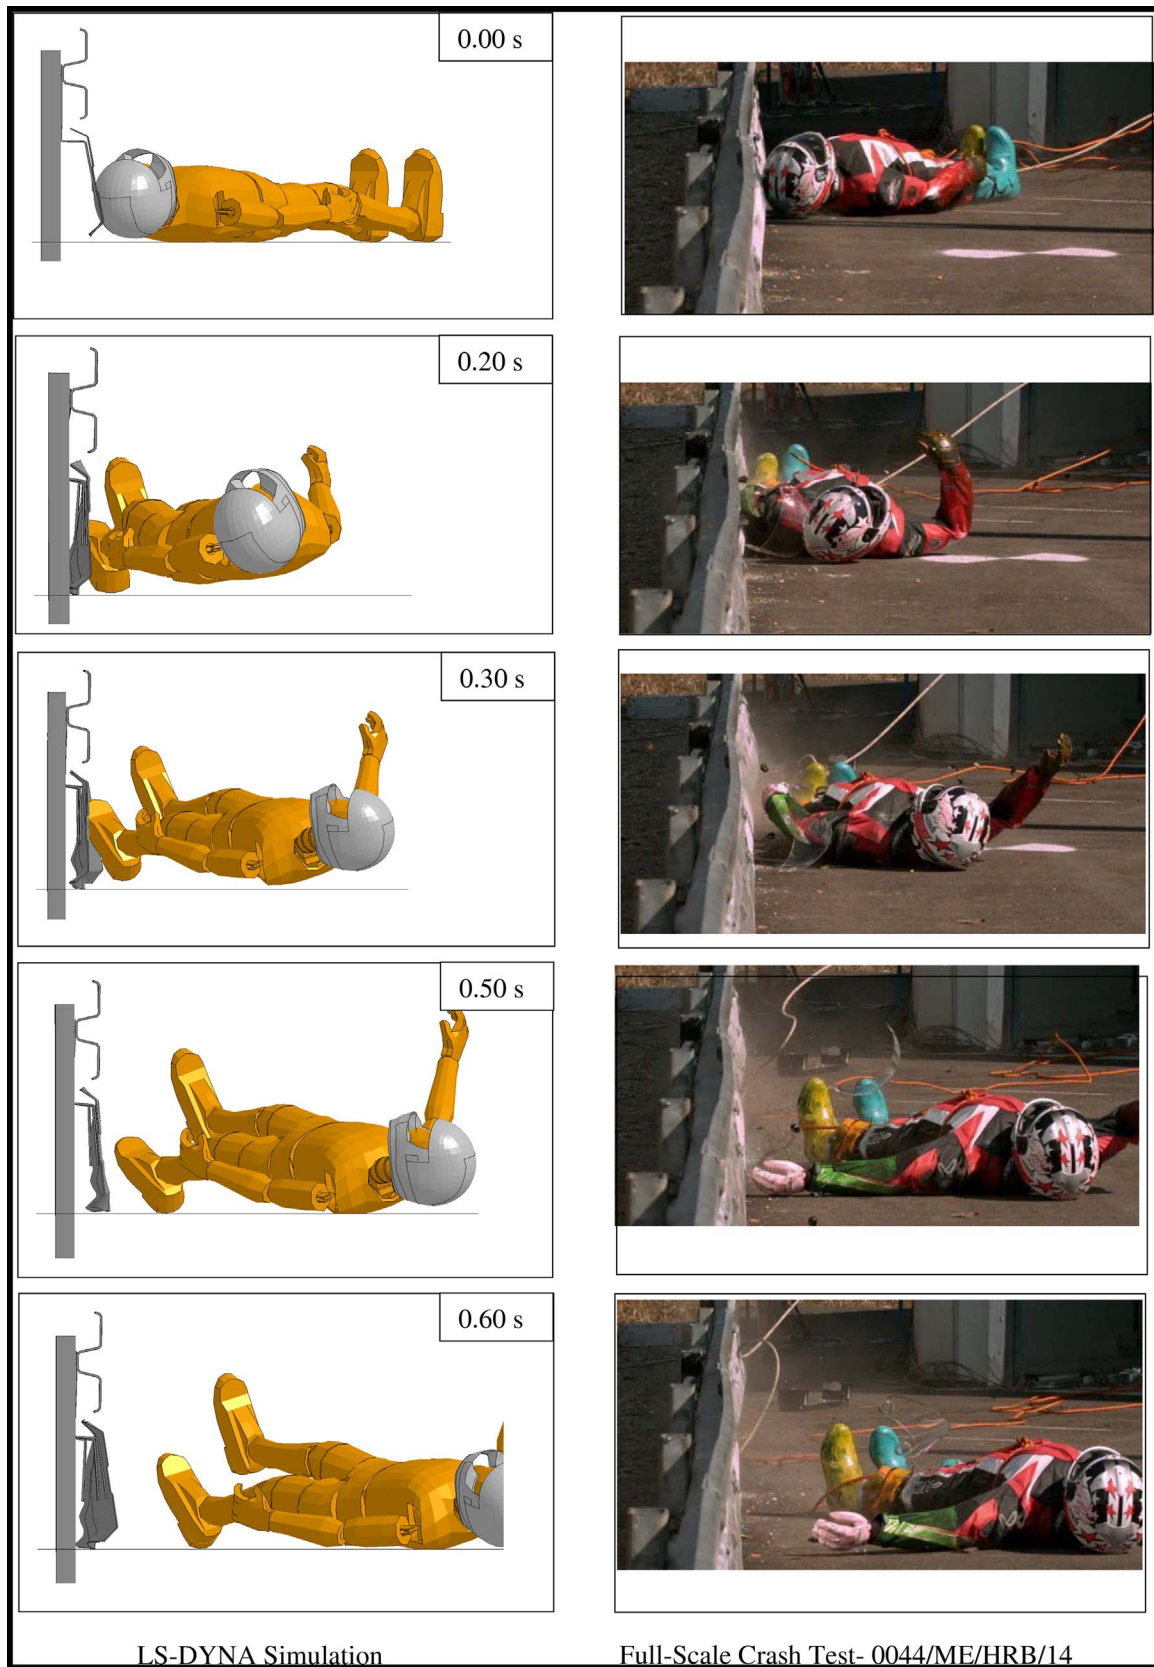 0.00 s
0.20 s
0.30 s
0.50 s
0.60 s
LS-DYNA Simulation
Full-Scale Crash Test- 0044/ME/HRB/14